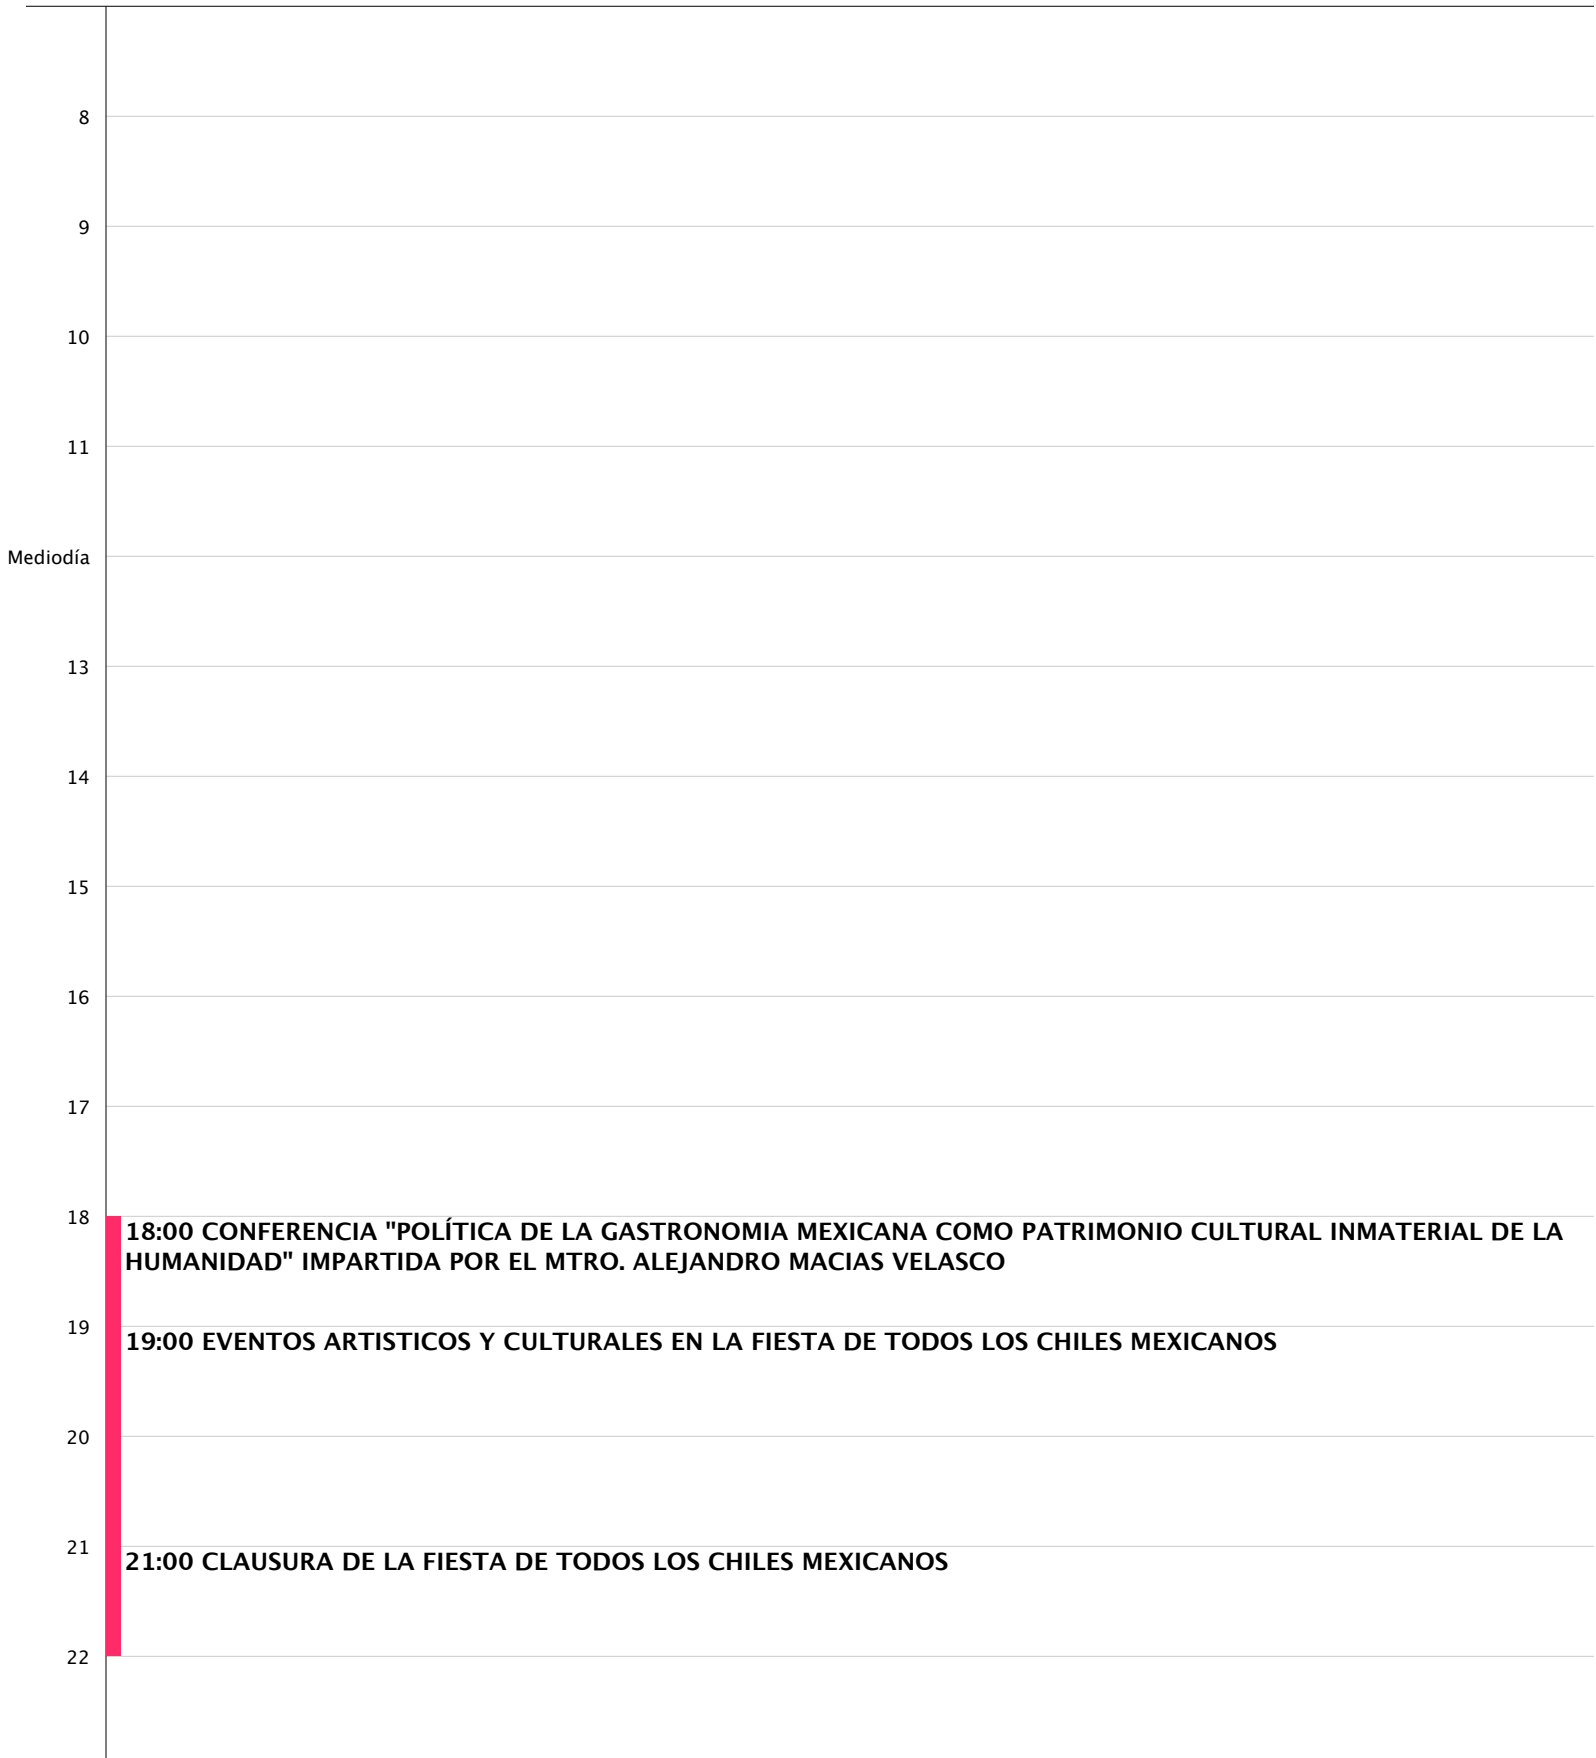 8
9
10
11
Mediodía
13
14
15
16
17
18
18:00 CONFERENCIA "POLÍTICA DE LA GASTRONOMIA MEXICANA COMO PATRIMONIO CULTURAL INMATERIAL DE LA
HUMANIDAD" IMPARTIDA POR EL MTRO. ALEJANDRO MACIAS VELASCO
19
19:00 EVENTOS ARTISTICOS Y CULTURALES EN LA FIESTA DE TODOS LOS CHILES MEXICANOS
20
21
21:00 CLAUSURA DE LA FIESTA DE TODOS LOS CHILES MEXICANOS
22